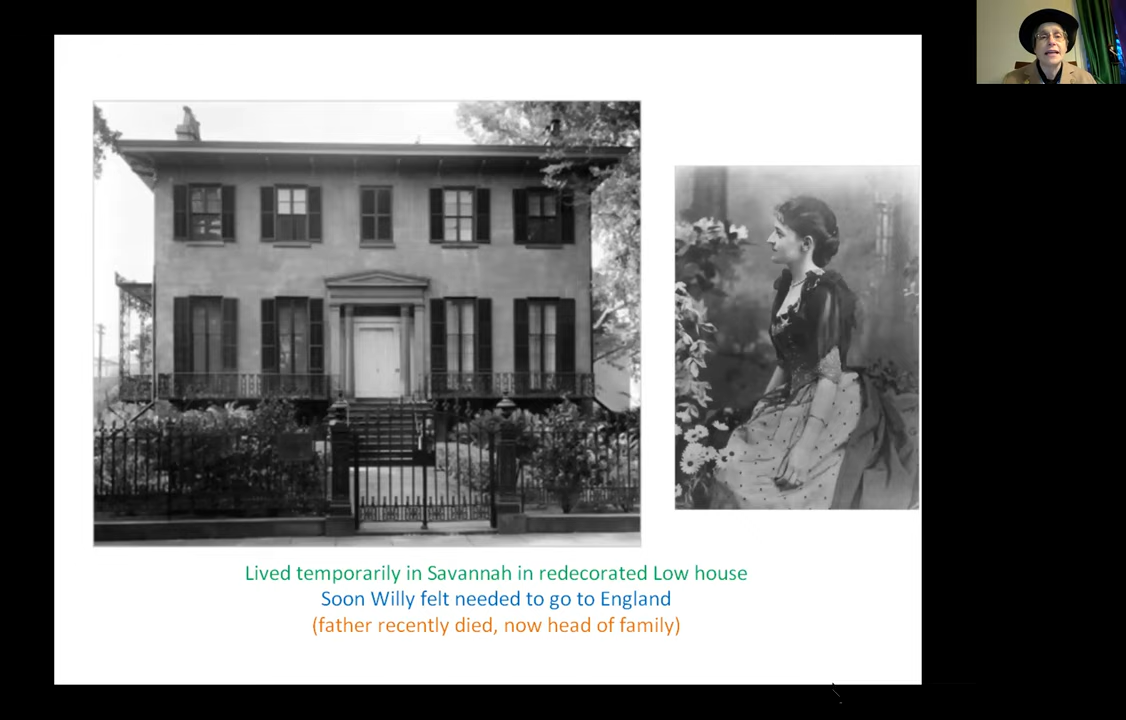 Lived temporarily in Savannah in redecorated Low house
Soon Willy felt needed to go to England
(father recently died, now head of family)